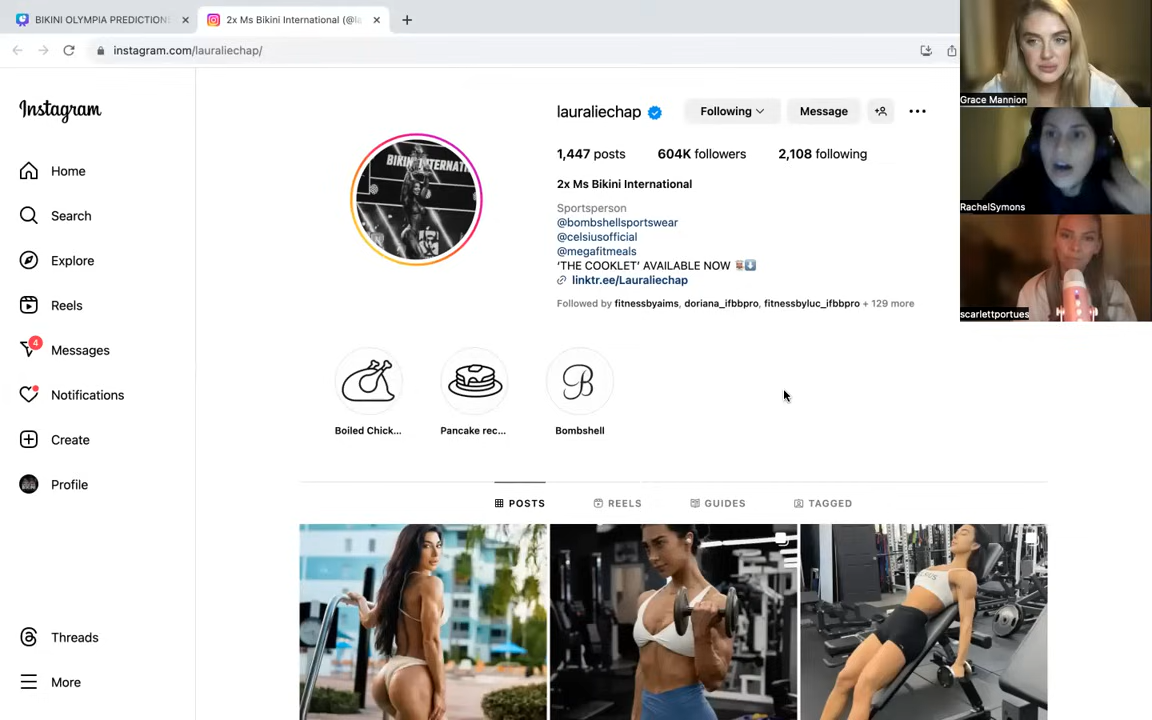 BIKINI OLYMPIA PREDICTION
2x Ms Bikini International (@la
instagram.com/lauraliechap/
Grace Mannion
RachelSymons
scarlettportues
Instagram
Home
Search
Explore
Reels
4
Messages
Notifications
Create
Profile
Threads
More
BIKINI INTERNATI
lauraliechap
Following
Message
1,447 posts 604K followers 2,108 following
2x Ms Bikini International
Sportsperson
@bombshellsportswear
@celsiusofficial
@megafitmeals
‘THE COOKLET’ AVAILABLE NOW
linktr.ee/Lauraliechap
Followed by fitnessbyaims, doriana_ifbbpro, fitnessbyluc_ifbbpro + 129 more
B
Boiled Chick... Pancake rec... Bombshell
POSTS REELS GUIDES TAGGED